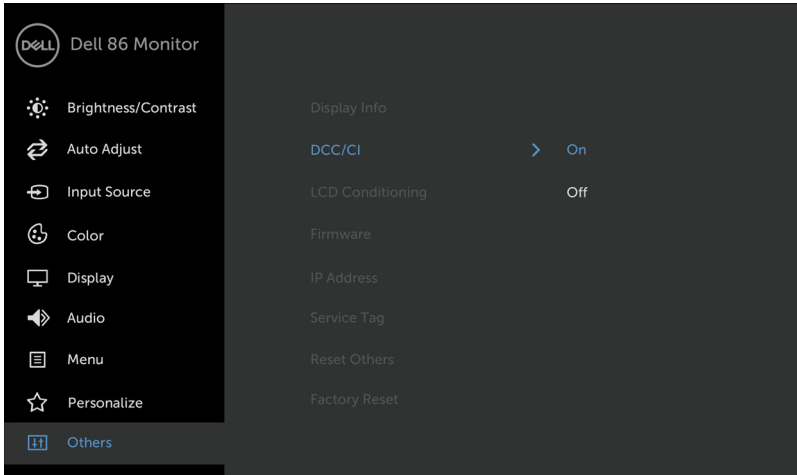 DELL Dell 86 Monitor
Brightness/Contrast
Auto Adjust
Input Source
Color
Display
Audio
Menu
Personalize
Others
Display Info
DCC/CI On
LCD Conditioning Off
Firmware
IP Address
Service Tag
Reset Others
Factory Reset